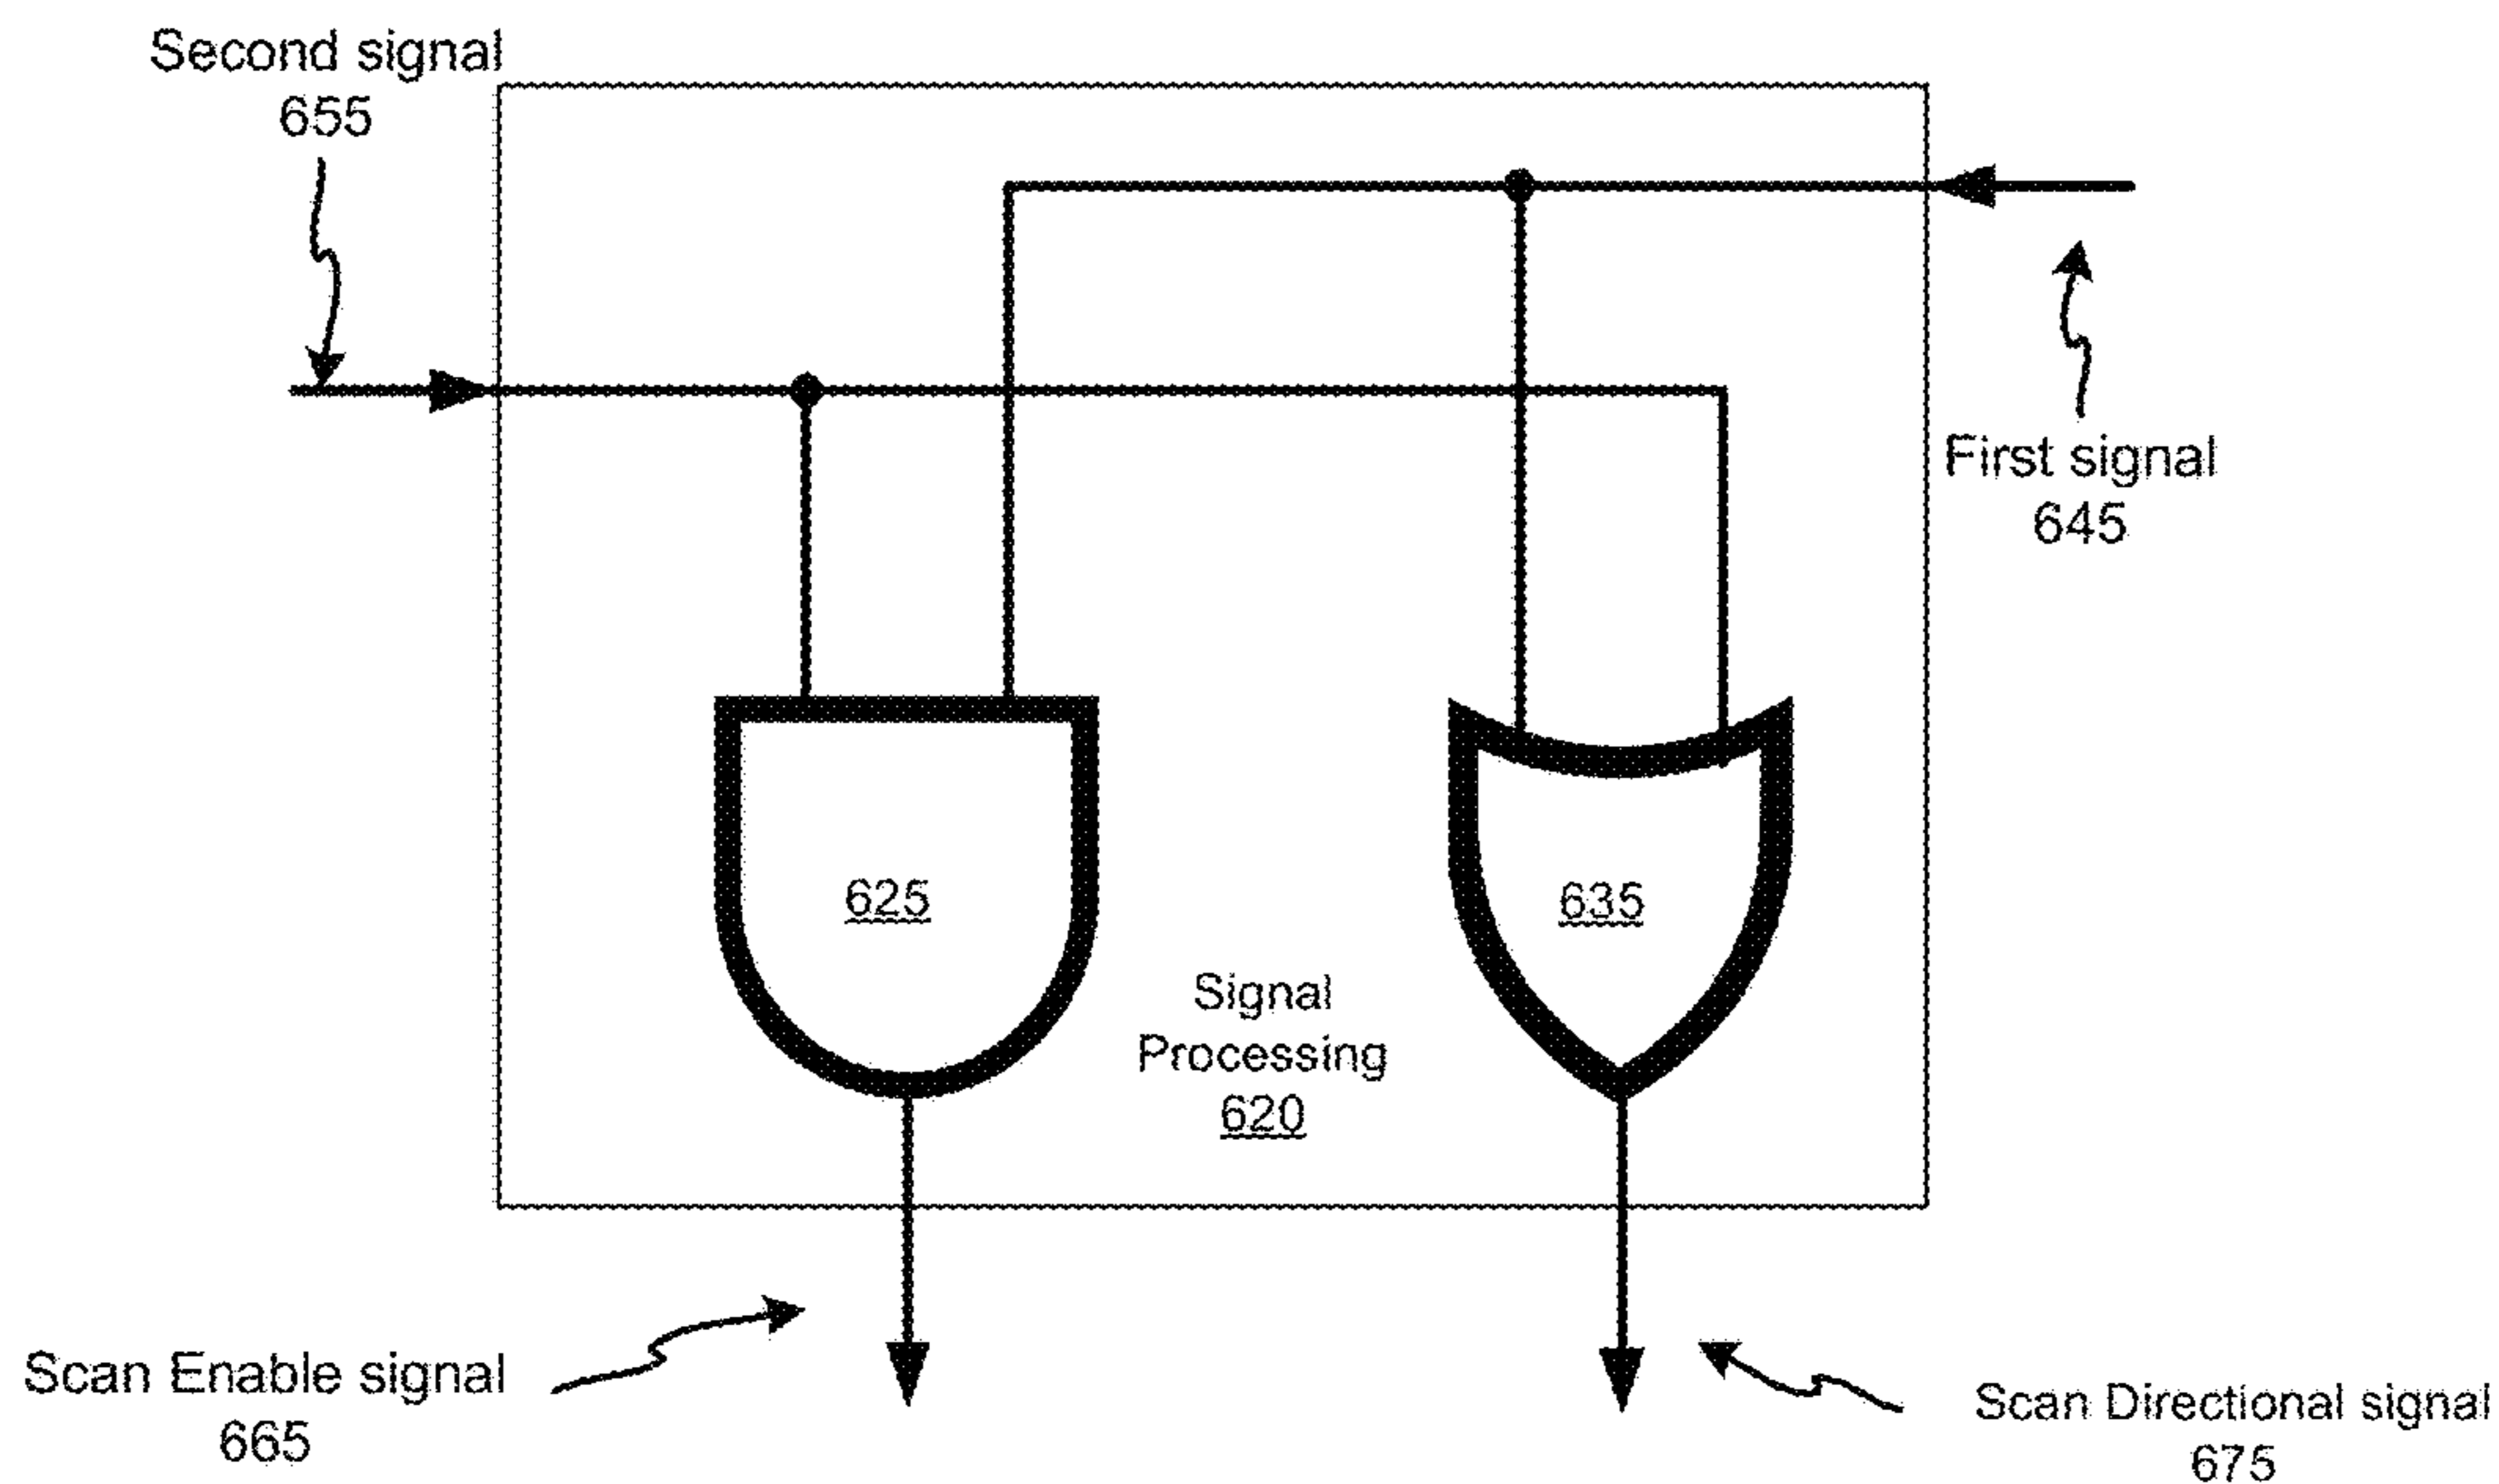 Second signal
655
First signal
645
625
635
Signal
Processing
620
Scan Enable signal
665
Scan Directional signal
675